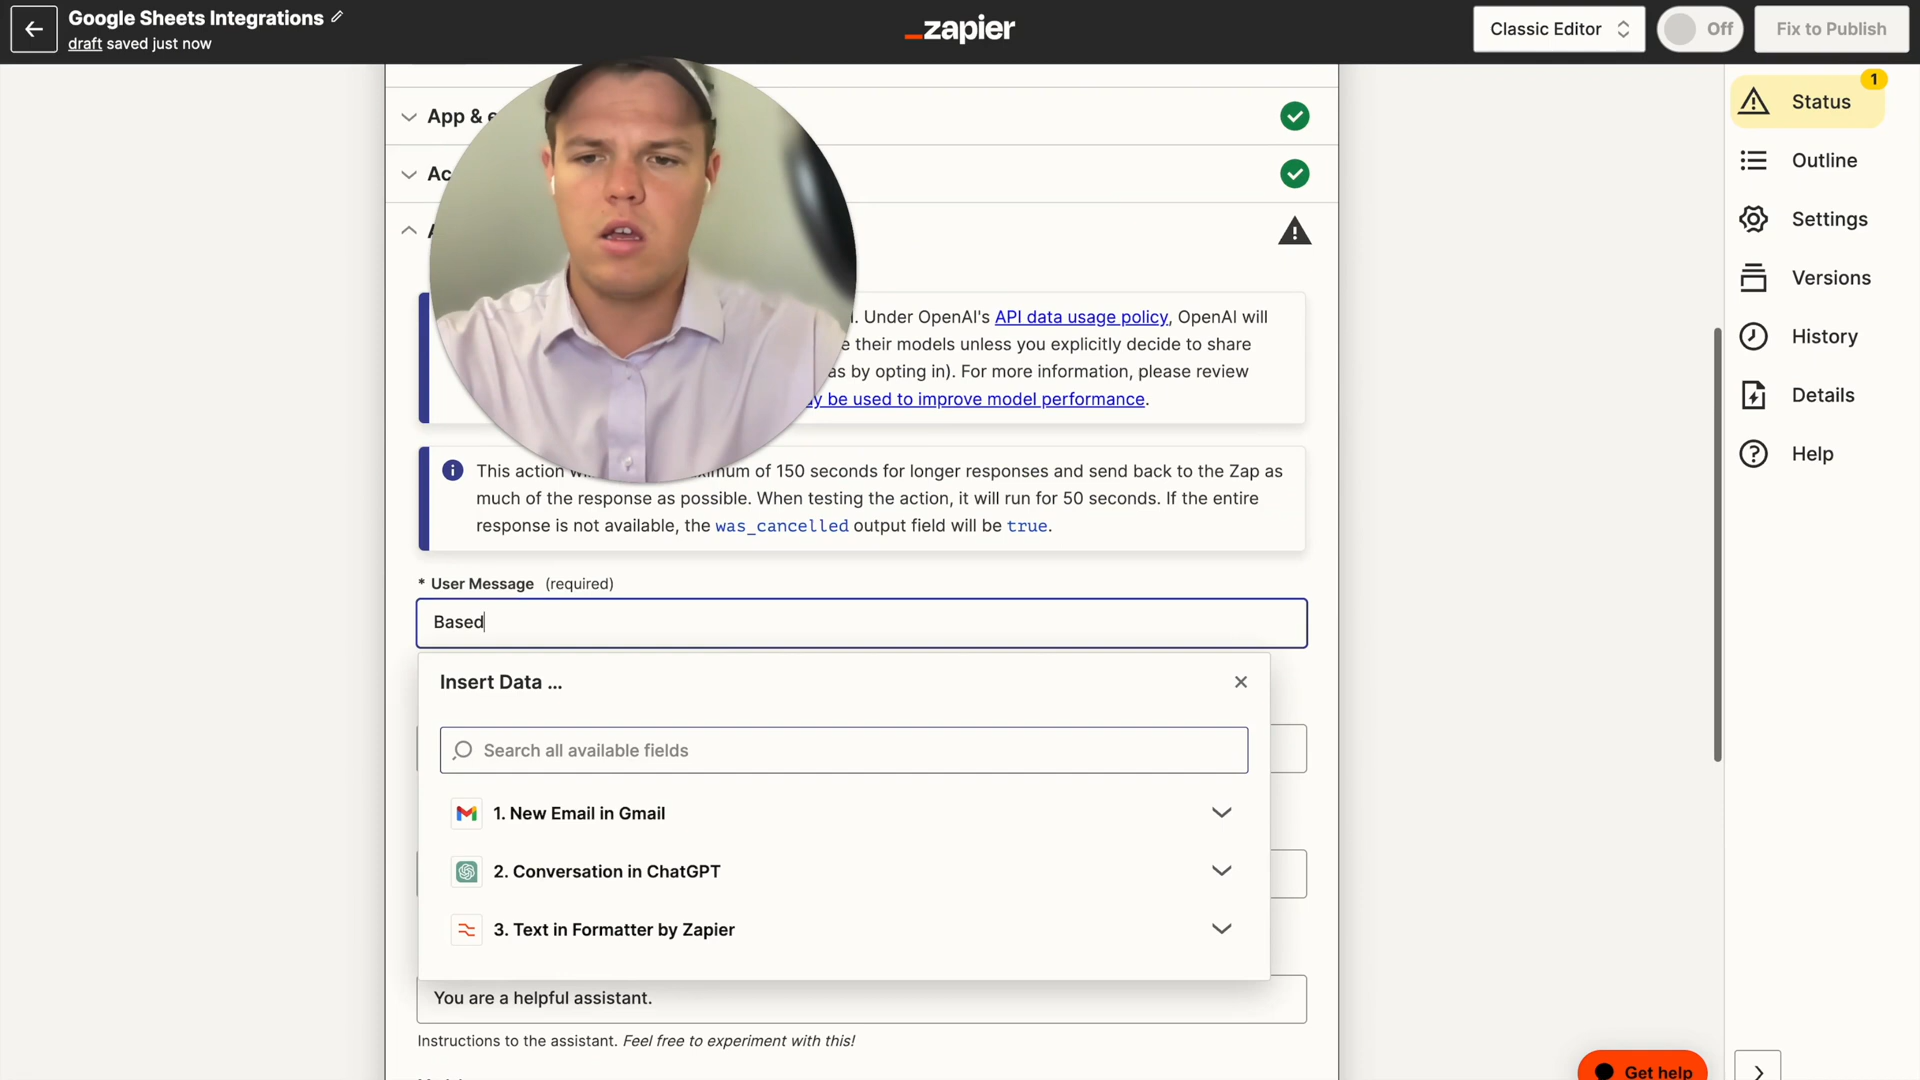 Google Sheets Integrations
draft saved just now
zapier
Classic Editor
Off
Fix to Publish
1
Status
Outline
Settings
Versions
History
Details
Help
App &
. Under OpenAI's API data usage policy, OpenAI will
their models unless you explicitly decide to share
as by opting in). For more information, please review
be used to improve model performance.
This action of 150 seconds for longer responses and send back to the Zap as
much of the response as possible. When testing the action, it will run for 50 seconds. If the entire
response is not available, the was_cancelled output field will be true.
* User Message (required)
Based
Insert Data ...
Search all available fields
1. New Email in Gmail
2. Conversation in ChatGPT
3. Text in Formatter by Zapier
You are a helpful assistant.
Instructions to the assistant. Feel free to experiment with this!
Get help